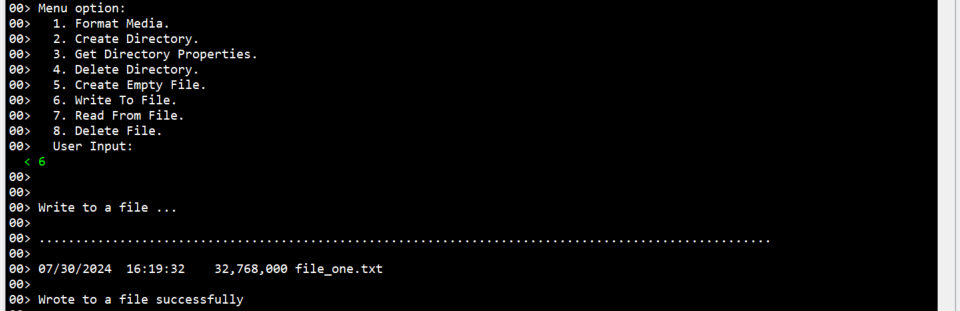 00> Menu option:
00>   1. Format Media.
00>   2. Create Directory.
00>   3. Get Directory Properties.
00>   4. Delete Directory.
00>   5. Create Empty File.
00>   6. Write To File.
00>   7. Read From File.
00>   8. Delete File.
00>   User Input:
  < 6
00>
00>
00> Write to a file ...
00>
00> ....................................................................................................
00>
00> 07/30/2024  16:19:32    32,768,000 file_one.txt
00>
00> Wrote to a file successfully